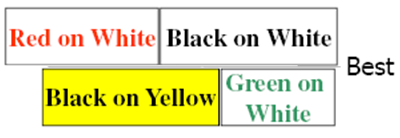 Red on White Black on White
Best
Black on Yellow Green on
White